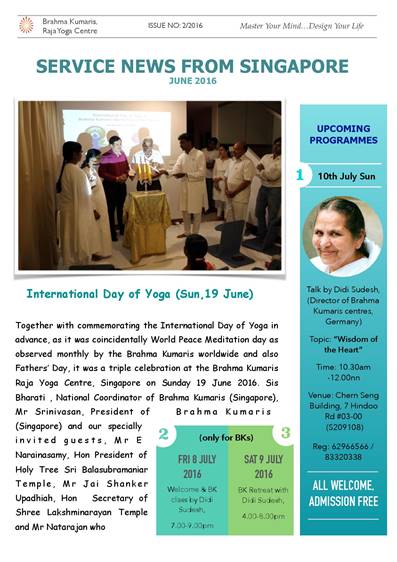 Brahma Kumaris,
Raja Yoga Centre
ISSUE NO: 2/2016
Master Your Mind...Design Your Life
SERVICE NEWS FROM SINGAPORE
JUNE 2016
International Day of Yoga (Sun,19 June)
Together with commemorating the International Day of Yoga in
advance, as it was coincidentally World Peace Meditation day as
observed monthly by the Brahma Kumaris worldwide and also
Fathers’ Day, it was a triple celebration at the Brahma Kumaris
Raja Yoga Centre, Singapore on Sunday 19 June 2016. Sis
Bharati , National Coordinator of Brahma Kumaris (Singapore),
Mr Srinivasan, President of Brahma Kumaris
(Singapore) and our specially
invited guests, Mr E
Narainasamy, Hon President of
Holy Tree Sri Balasubramaniar
Temple, Mr Jai Shanker
Upadhiah, Hon Secretary of
Shree Lakshminarayan Temple
and Mr Natarajan who
UPCOMING
PROGRAMMES
1
10th July Sun
Talk by Didi Sudesh,
(Director of Brahma
Kumaris centres,
Germany)
Topic: “Wisdom of
the Heart”
Time: 10.30am
-12.00nn
Venue: Chern Seng
Building, 7 Hindoo
Rd #03-00
(S209108)
Reg: 62966566 /
83320338
ALL WELCOME,
ADMISSION FREE
2
(only for BKs)
3
FRI 8 JULY
2016
Welcome & BK
class by Didi
Sudesh,
7.00-9.00pm
SAT 9 JULY
2016
BK Retreat with
Didi Sudesh,
4.00-8.00pm